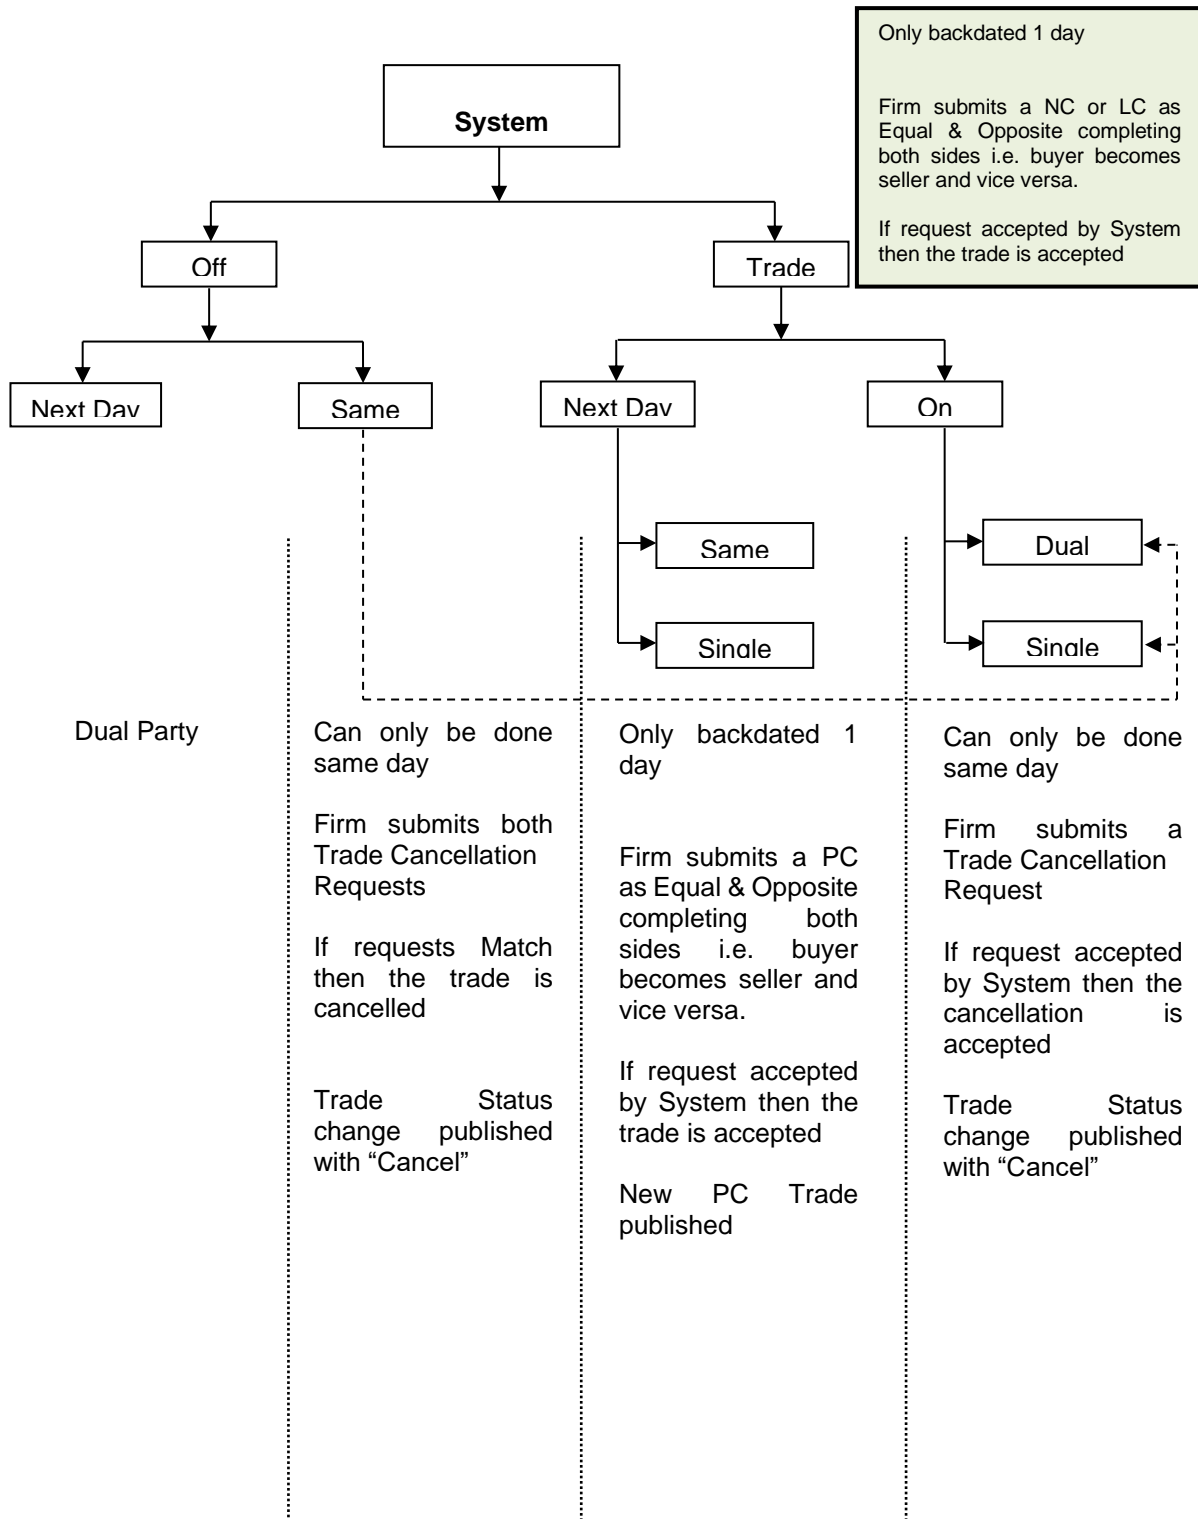 Only backdated 1 day
Firm submits a NC or LC as
Equal & Opposite completing
both sides i.e. buyer becomes
seller and vice versa.
If request accepted by System
then the trade is accepted
System
Off
Trade
Next Day
Same
Next Day
On
Same
Dual
Single
Single
Dual Party
Can only be done
same day
Firm submits both
Trade Cancellation
Requests
If requests Match
then the trade is
cancelled
Trade Status
change published
with “Cancel”
Only backdated 1
day
Firm submits a PC
as Equal & Opposite
completing both
sides i.e. buyer
becomes seller and
vice versa.
If request accepted
by System then the
trade is accepted
New PC Trade
published
Can only be done
same day
Firm submits a
Trade Cancellation
Request
If request accepted
by System then the
cancellation is
accepted
Trade Status
change published
with “Cancel”